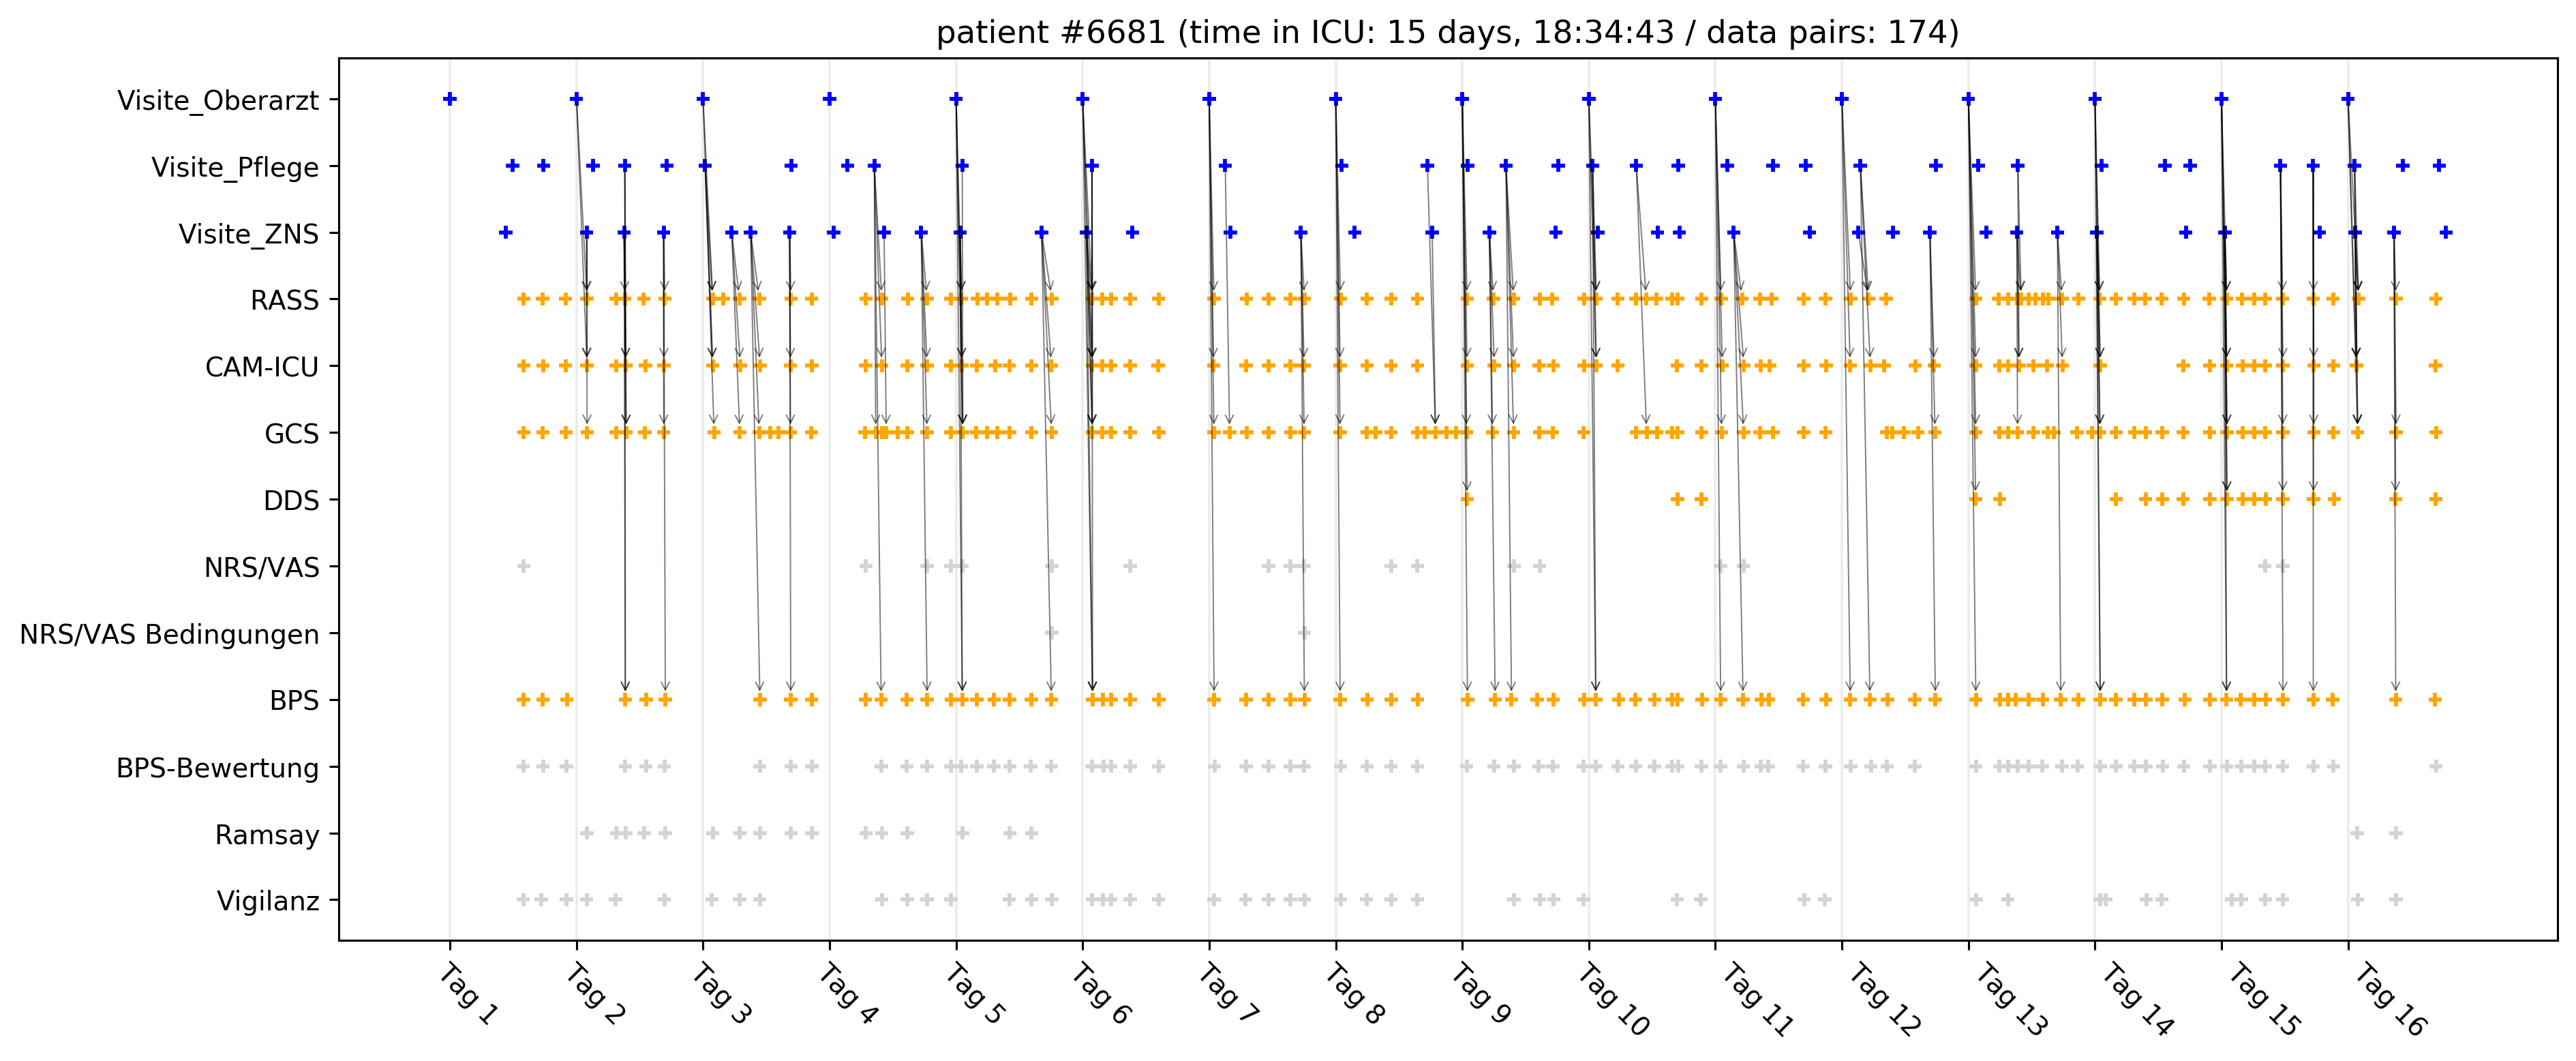 patient #6681 (time in ICU: 15 days, 18:34:43 / data pairs: 174)
Visite_Oberarzt
Visite_Pflege
Visite_ZNS
RASS
CAM-ICU
GCS
DDS
NRS/VAS
NRS/VAS Bedingungen
BPS
BPS-Bewertung
Ramsay
Vigilanz
Tag 1
Tag 2
Tag 3
Tag 4
Tag 5
Tag 6
Tag 7
Tag 8
Tag 9
Tag 10
Tag 11
Tag 12
Tag 13
Tag 14
Tag 15
Tag 16